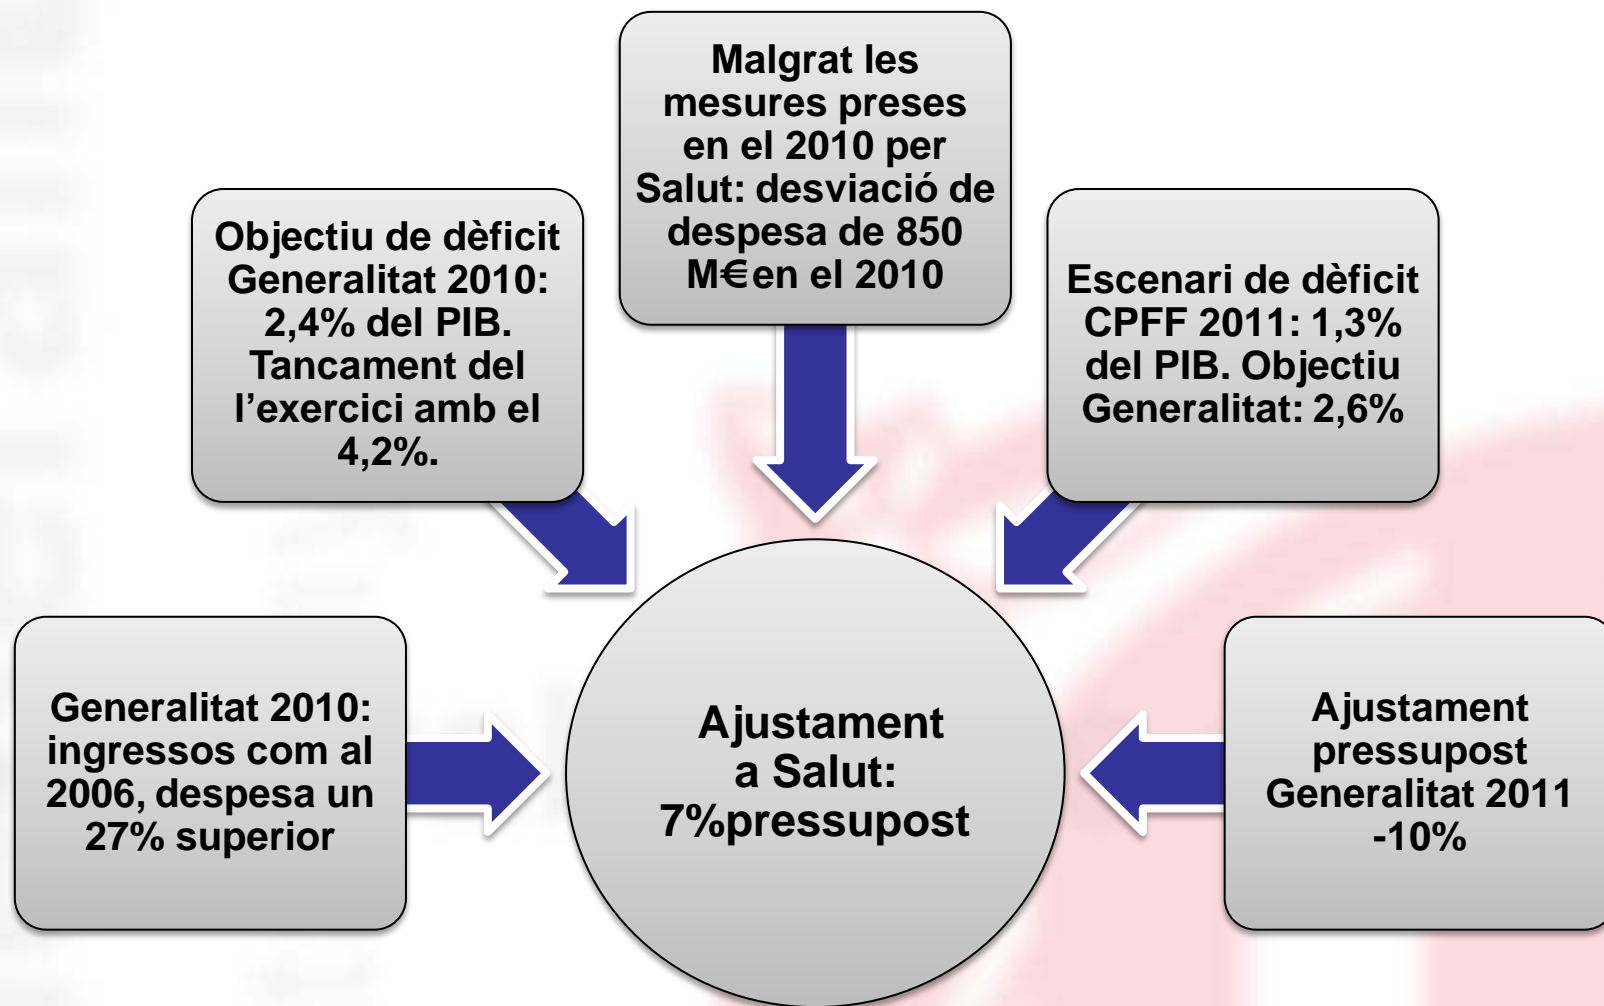 Malgrat les
mesures preses
en el 2010 per
Salut: desviació de
despesa de 850
M€en el 2010
Objectiu de dèficit
Generalitat 2010:
2,4% del PIB.
Tancament del
l’exercici amb el
4,2%.
Escenari de dèficit
CPFF 2011: 1,3%
del PIB. Objectiu
Generalitat: 2,6%
Generalitat 2010:
ingressos com al
2006, despesa un
27% superior
Ajustament
a Salut:
7%pressupost
Ajustament
pressupost
Generalitat 2011
-10%